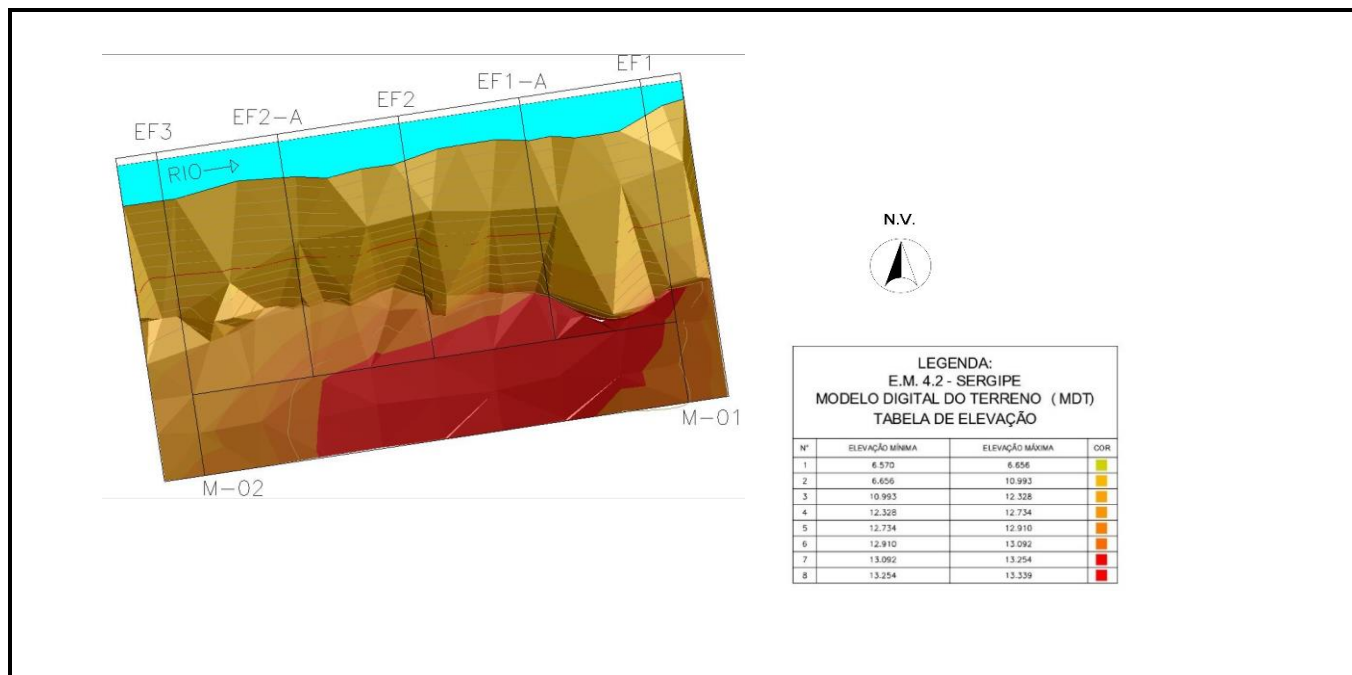 EF3
EF2-A
EF2
EF1-A
EF1
RIO
M-01
M-02
N.V.
LEGENDA:
E.M. 4.2 - SERGIPE
MODELO DIGITAL DO TERRENO ( MDT)
TABELA DE ELEVAÇÃO
N° ELEVAÇÃO MÍNIMA ELEVAÇÃO MÁXIMA COR
1 6.570 6.656
2 6.656 10.993
3 10.993 12.328
4 12.328 12.734
5 12.734 12.910
6 12.910 13.092
7 13.092 13.254
8 13.254 13.339